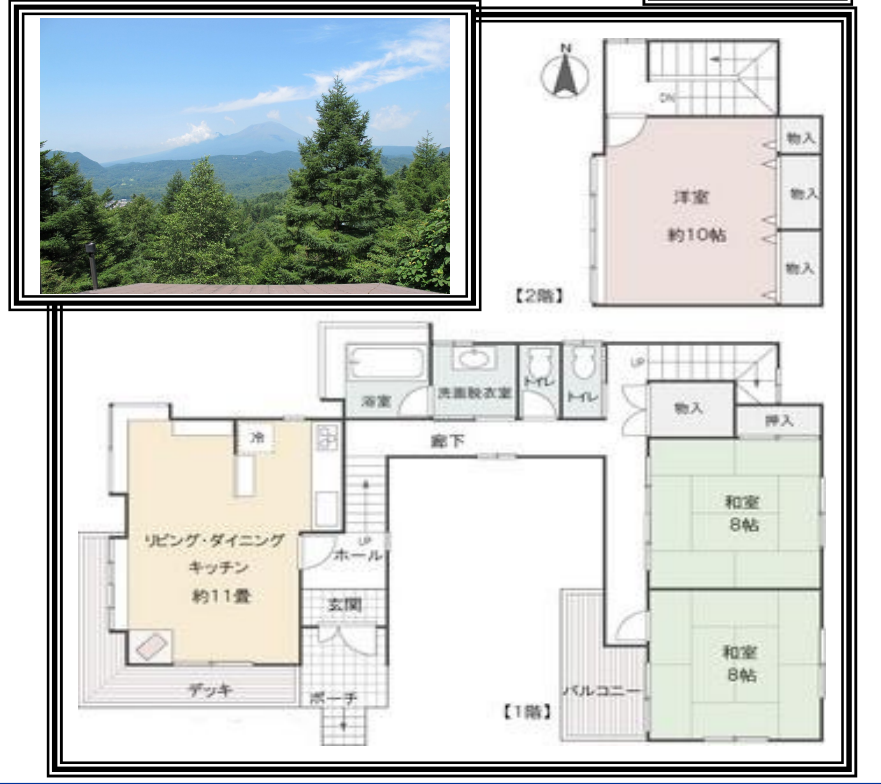 N
DN
物入
洋室
約10帖
物入
物入
【2階】
UP
浴室
洗面脱衣室
トイレ
トイレ
物入
押入
冷
廊下
和室
8帖
リビング・ダイニング
キッチン
約11畳
UP
ホール
玄関
和室
8帖
デッキ
ポーチ
バルコニー
【1階】